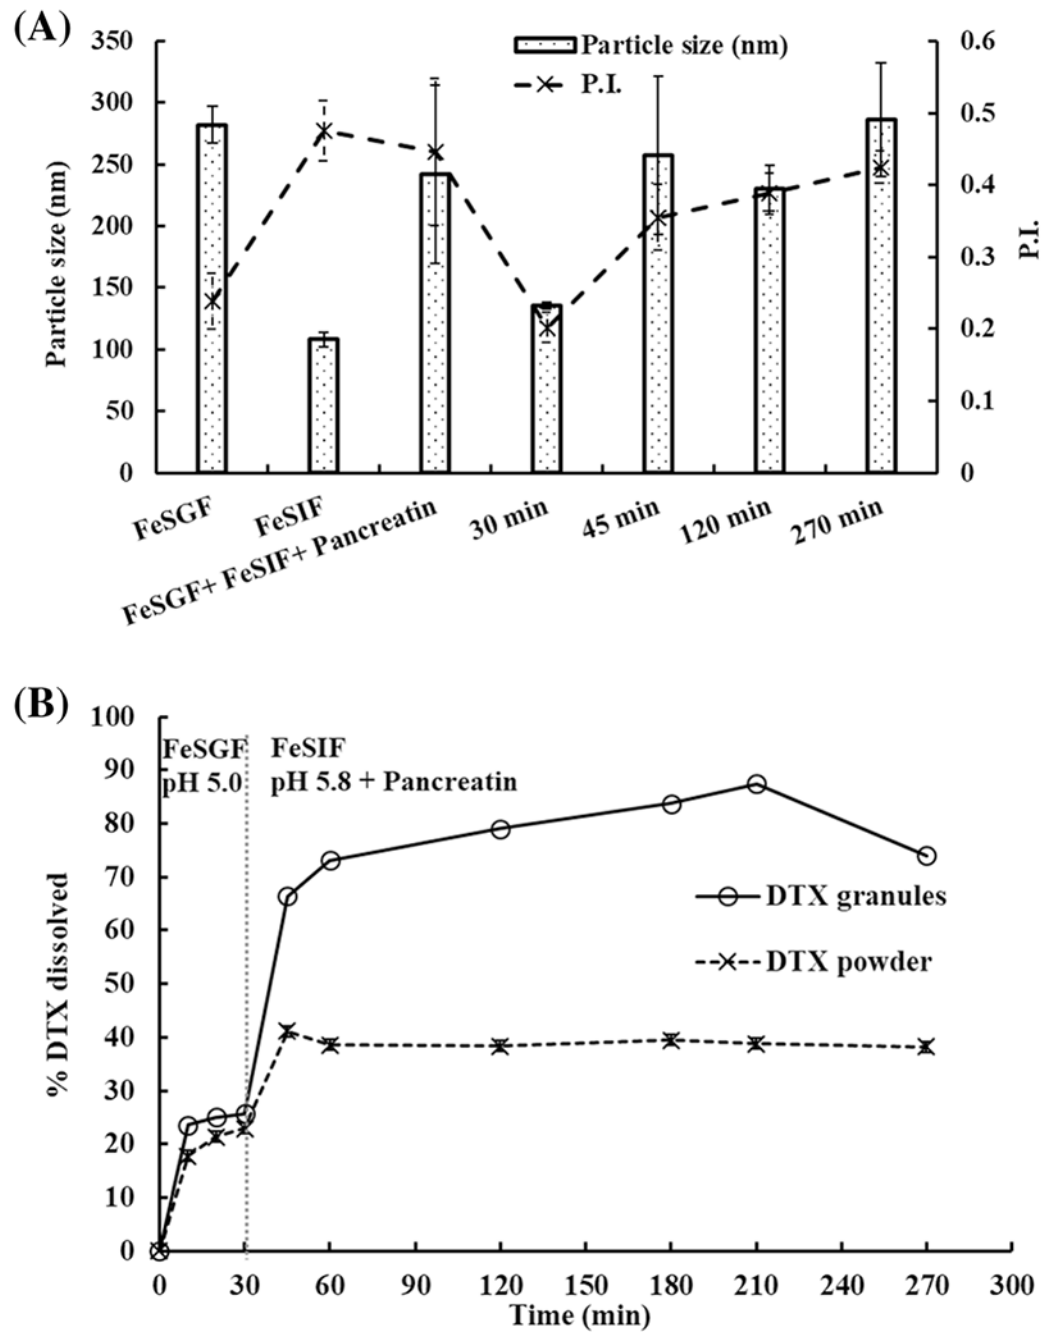 (A)
Particle size (nm)
P.I.
350
300
250
200
150
100
50
0
Particle size (nm)
0.6
0.5
0.4
0.3
0.2
0.1
0
P.I.
FeSGF
FeSIF
FeSGF+ FeSIF+ Pancreatin
30 min
45 min
120 min
270 min
(B)
100
90
80
70
60
50
40
30
20
10
0
% DTX dissolved
FeSGF
pH 5.0
FeSIF
pH 5.8 + Pancreatin
DTX granules
DTX powder
0 30 60 90 120 150 180 210 240 270 300
Time (min)